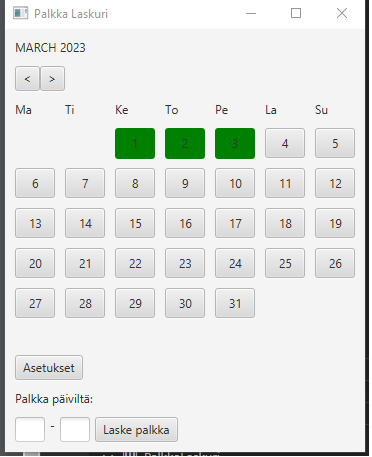 Palkka Laskuri
MARCH 2023
< >
Ma Ti Ke To Pe La Su
1 2 3 4 5
6 7 8 9 10 11 12
13 14 15 16 17 18 19
20 21 22 23 24 25 26
27 28 29 30 31
Asetukset
Palkka päiviltä:
- Laske palkka